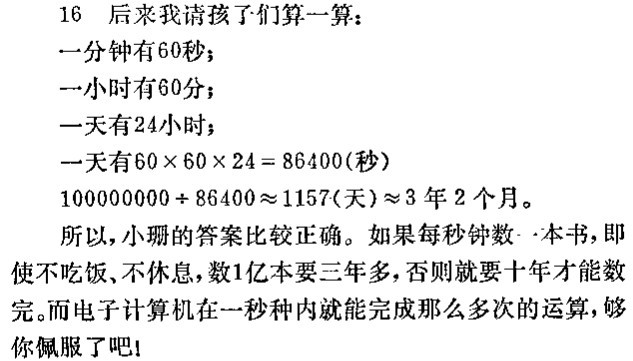 16 后来我请孩子们算一算:
一分钟有60秒;
一小时有60分;
一天有24小时;
一天有60×60×24=86400(秒)
100000000÷86400≈1157(天)≈3年2个月。
所以,小珊的答案比较正确。如果每秒钟数一本书,即
使不吃饭、不休息,数1亿本要三年多,否则就要十年才能数
完。而电子计算机在一秒种内就能完成那么多次的运算,够
你佩服了吧!